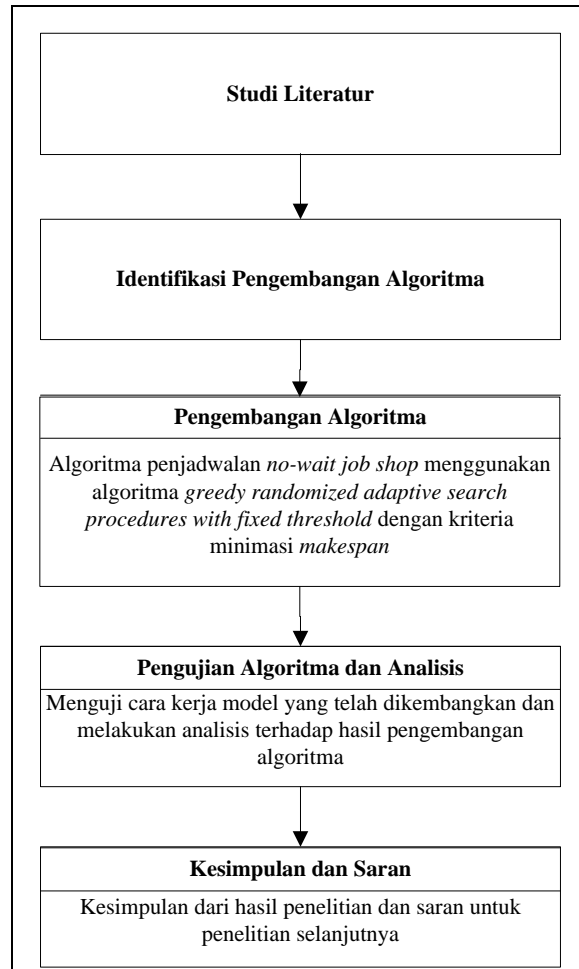 Studi Literatur
Identifikasi Pengembangan Algoritma
Pengembangan Algoritma
Algoritma penjadwalan no-wait job shop menggunakan
algoritma greedy randomized adaptive search
procedures with fixed threshold dengan kriteria
minimasi makespan
Pengujian Algoritma dan Analisis
Menguji cara kerja model yang telah dikembangkan dan
melakukan analisis terhadap hasil pengembangan
algoritma
Kesimpulan dan Saran
Kesimpulan dari hasil penelitian dan saran untuk
penelitian selanjutnya